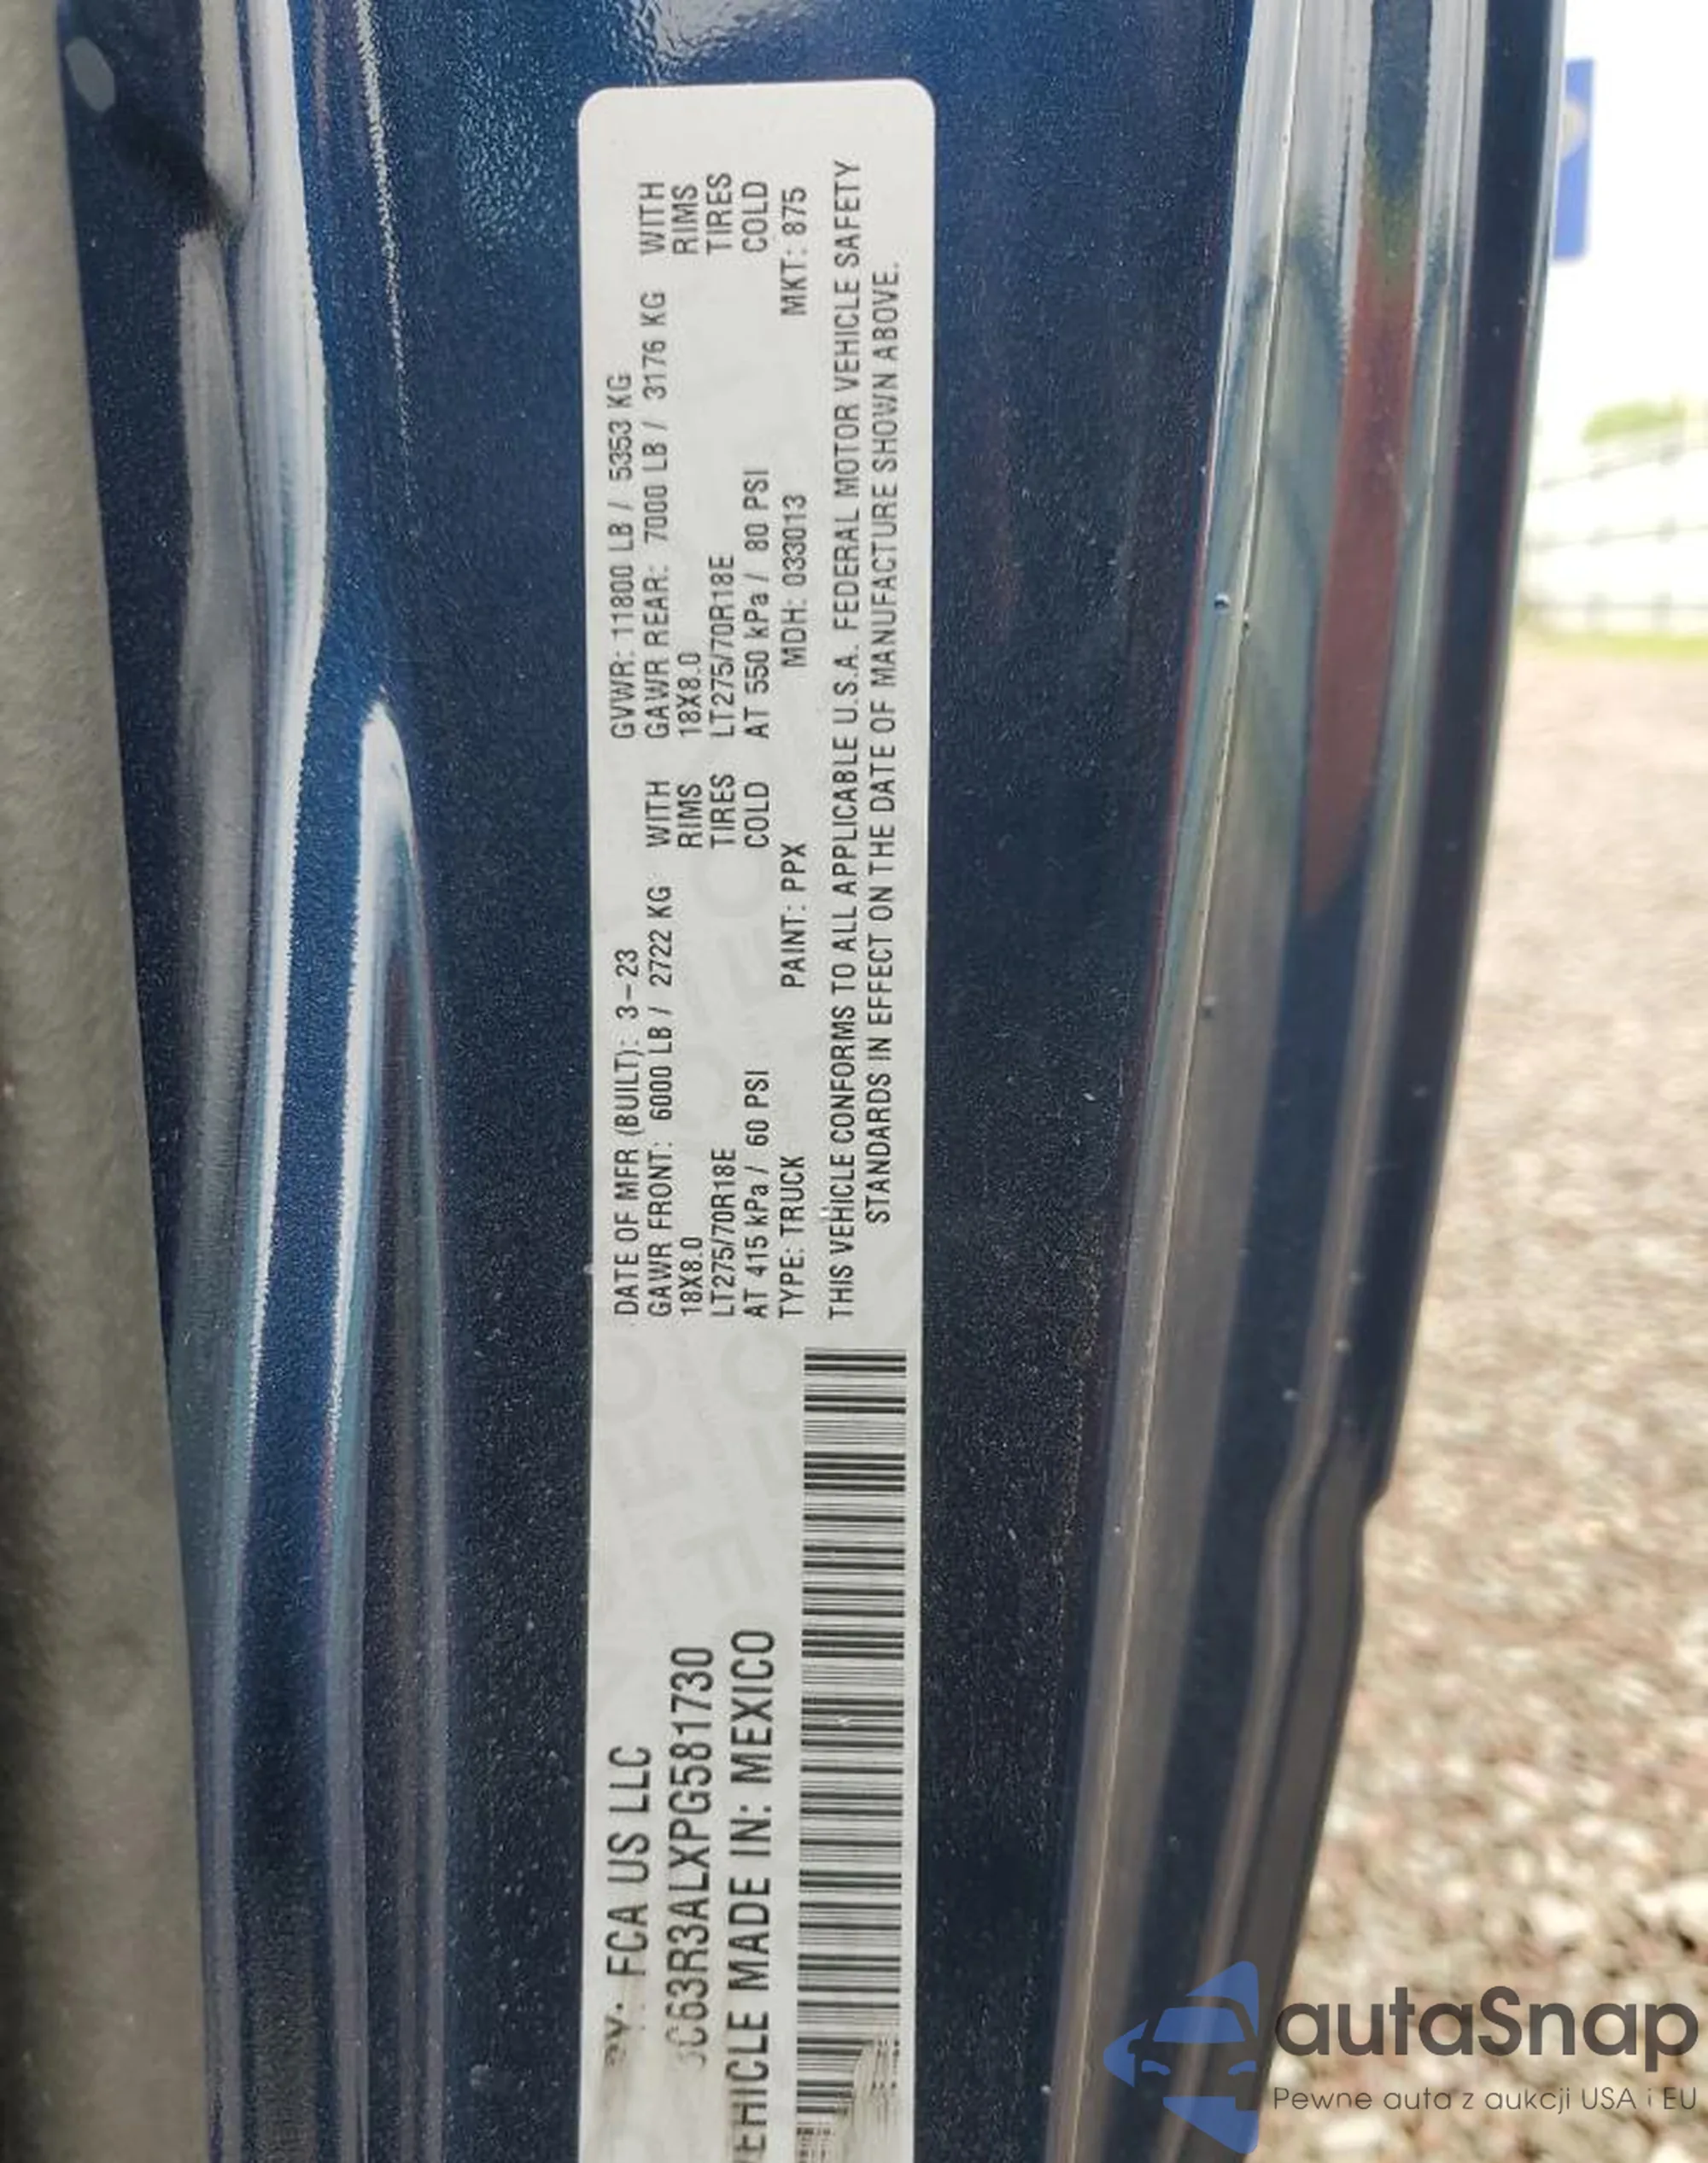 BY: FCA US LLC
C63R3ALXPG581730
EHICLE MADE IN: MEXICO
DATE OF MFR (BUILT): 3-23 GVWR: 11800 LB / 5353 KG
GAWR FRONT: 6000 LB / 2722 KG WITH GAWR REAR: 7000 LB / 3176 KG WITH
18X8.0 RIMS 18X8.0 RIMS
LT275/70R18E TIRES LT275/70R18E TIRES
AT 415 kPa / 60 PSI COLD AT 550 kPa / 80 PSI COLD
TYPE: TRUCK PAINT: PPX MDH: 033013 MKT: 875
THIS VEHICLE CONFORMS TO ALL APPLICABLE U.S.A. FEDERAL MOTOR VEHICLE SAFETY
STANDARDS IN EFFECT ON THE DATE OF MANUFACTURE SHOWN ABOVE.
autaSnap
Pewne auta z aukcji USA i EU